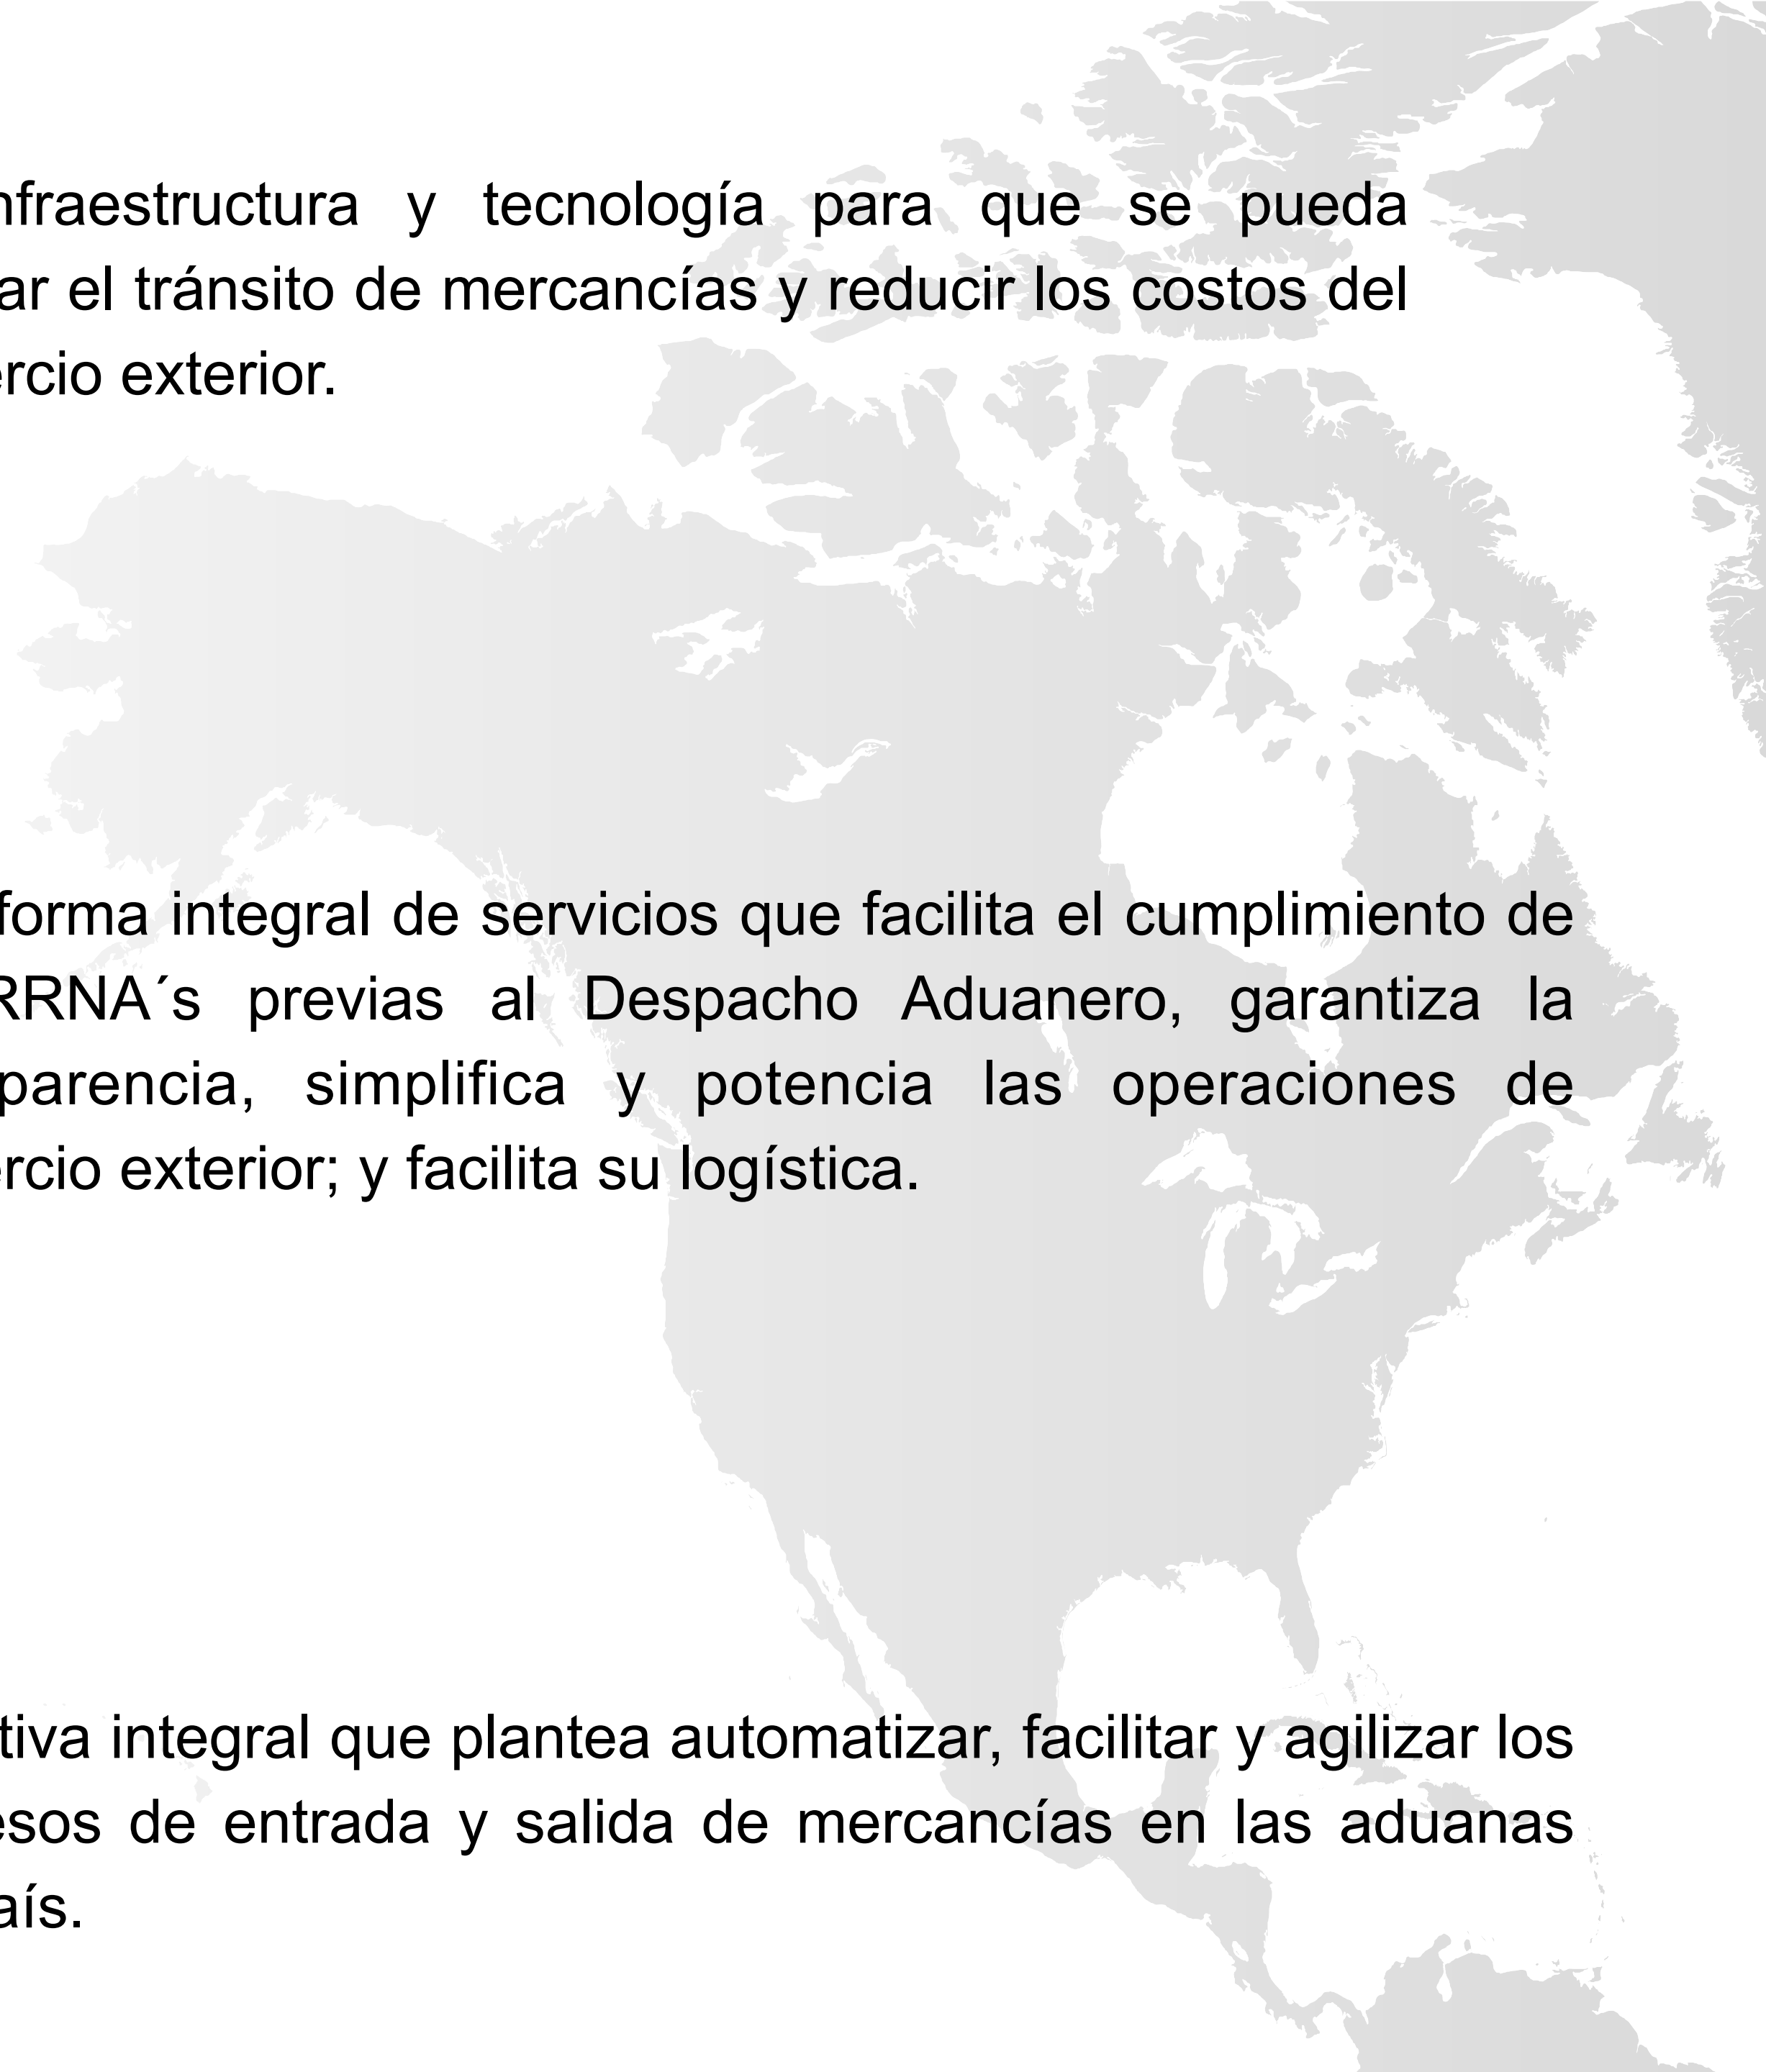 nfraestructura y tecnología para que se pueda
ar el tránsito de mercancías y reducir los costos del
ercio exterior.
forma integral de servicios que facilita el cumplimiento de
RRNA´s previas al Despacho Aduanero, garantiza la
parencia, simplifica y potencia las operaciones de
ercio exterior; y facilita su logística.
tiva integral que plantea automatizar, facilitar y agilizar los
esos de entrada y salida de mercancías en las aduanas
aís.